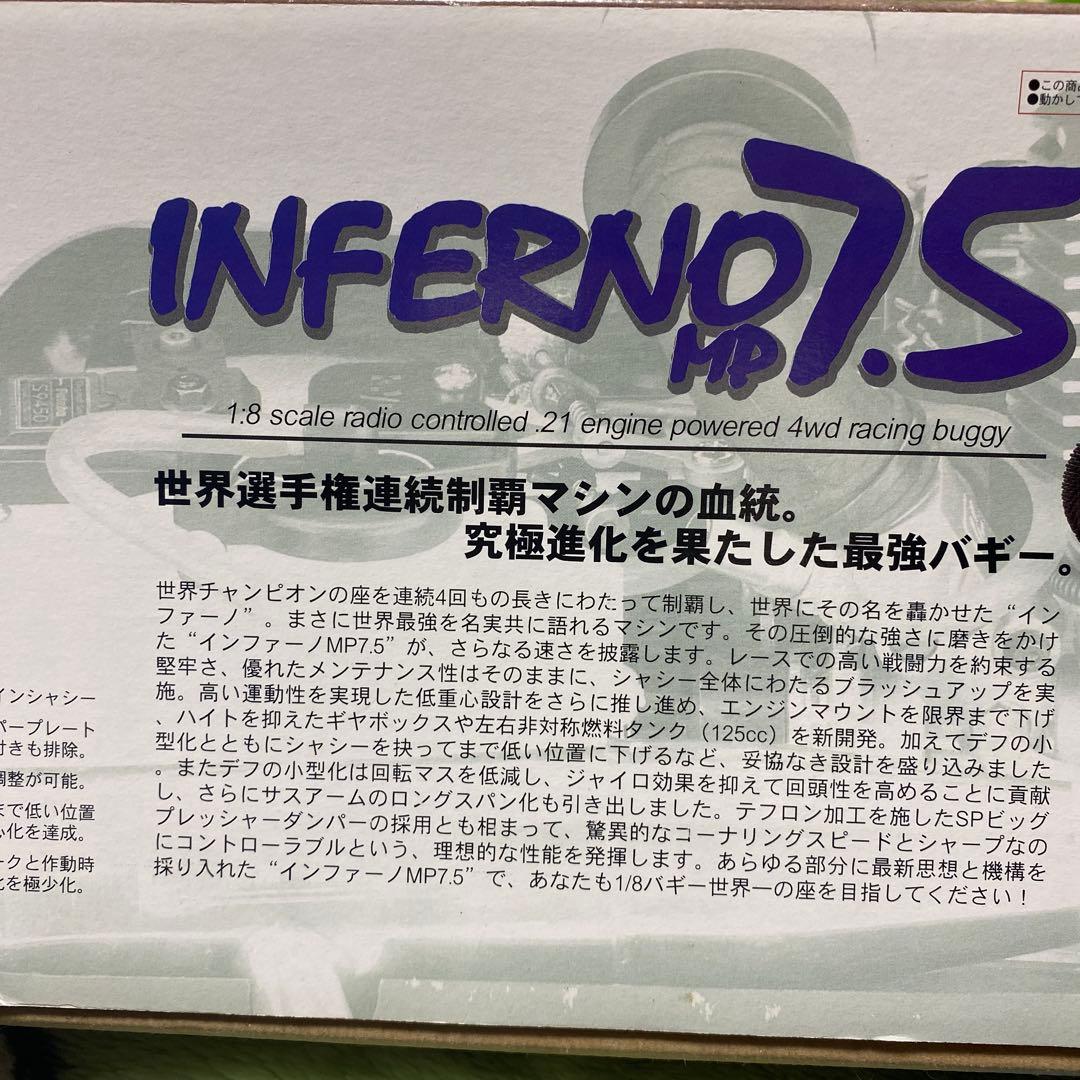 ●この商
●動かして
INFERNO
MP7.5
1:8 scale radio controlled .21 engine powered 4wd racing buggy
世界選手権連続制覇マシンの血統。
究極進化を果たした最強バギー。
世界チャンピオンの座を連続4回もの長きにわたって制覇し、世界にその名を轟かせた“イン
ファーノ”。まさに世界最強を名実共に語れるマシンです。その圧倒的な強さに磨きをかけ
た“インファーノMP7.5”が、さらなる速さを披露します。レースでの高い戦闘力を約束する
堅牢さ、優れたメンテナンス性はそのままに、シャシー全体にわたるブラッシュアップを実
施。高い運動性を実現した低重心設計をさらに推し進め、エンジンマウントを限界まで下げ
、ハイトを抑えたギヤボックスや左右非対称燃料タンク（125cc）を新開発。加えてデフの小
型化とともにシャシーを抉ってまで低い位置に下げるなど、妥協なき設計を盛り込みました
。またデフの小型化は回転マスを低減し、ジャイロ効果を抑えて回頭性を高めることに貢献
し、さらにサスアームのロングスパン化も引き出しました。テフロン加工を施したSPビッグ
プレッシャーダンパーの採用とも相まって、驚異的なコーナリングスピードとシャープなの
にコントローラブルという、理想的な性能を発揮します。あらゆる部分に最新思想と機構を
採り入れた“インファーノMP7.5”で、あなたも1/8バギー世界一の座を目指してください！
インシャシー
パープレート
付きも排除。
調整が可能。
まで低い位置
心化を達成。
ークと作動時
化を極少化。